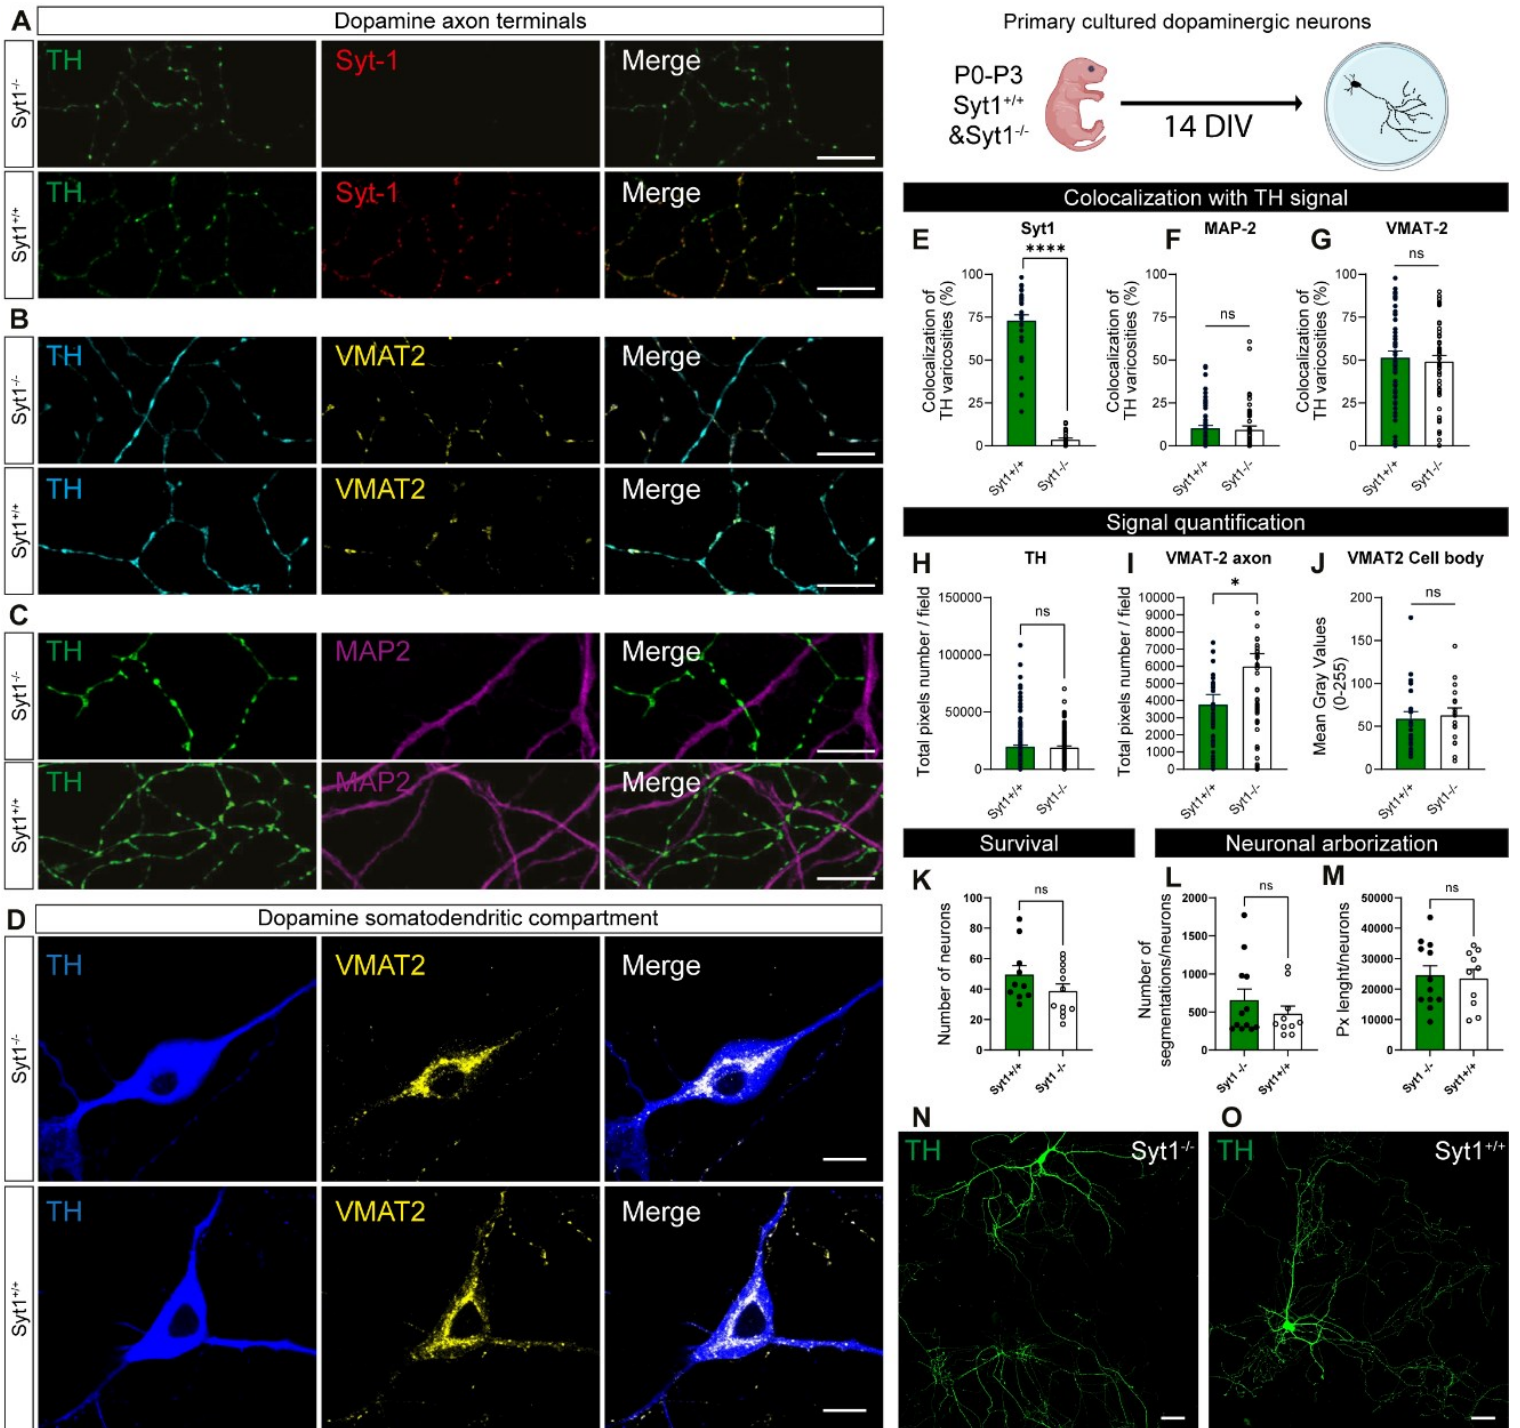 A
Dopamine axon terminals
Syt1-/-
TH
Syt-1
Merge
Syt1+/+
TH
Syt-1
Merge
B
Syt1-/-
TH
VMAT2
Merge
Syt1+/+
TH
VMAT2
Merge
C
Syt1-/-
TH
MAP2
Merge
Syt1+/+
TH
MAP2
Merge
D
Dopamine somatodendritic compartment
Syt1-/-
TH
VMAT2
Merge
Syt1+/+
TH
VMAT2
Merge
Primary cultured dopaminergic neurons
P0-P3
Syt1+/+
&Syt1-/-
14 DIV
Colocalization with TH signal
E
Syt1
****
Colocalization of
TH varicosities (%)
100
75
50
25
0
Syt1+/+
Syt1-/-
F
MAP-2
ns
Colocalization of
TH varicosities (%)
100
75
50
25
0
Syt1+/+
Syt1-/-
G
VMAT-2
ns
Colocalization of
TH varicosities (%)
100
75
50
25
0
Syt1+/+
Syt1-/-
Signal quantification
H
TH
ns
Total pixels number / field
150000
100000
50000
0
Syt1+/+
Syt1-/-
I
VMAT-2 axon
*
Total pixels number / field
10000
9000
8000
7000
6000
5000
4000
3000
2000
1000
0
Syt1+/+
Syt1-/-
J
VMAT2 Cell body
ns
Mean Gray Values
(0-255)
200
150
100
50
0
Syt1+/+
Syt1-/-
Survival
K
ns
Number of neurons
100
80
60
40
20
0
Syt1+/+
Syt1 -/-
Neuronal arborization
L
ns
Number of
segmentations/neurons
2000
1500
1000
500
0
Syt1 -/-
Syt1+/+
M
ns
Px lenght/neurons
50000
40000
30000
20000
10000
0
Syt1 -/-
Syt1+/+
N
TH
Syt1-/-
O
TH
Syt1+/+